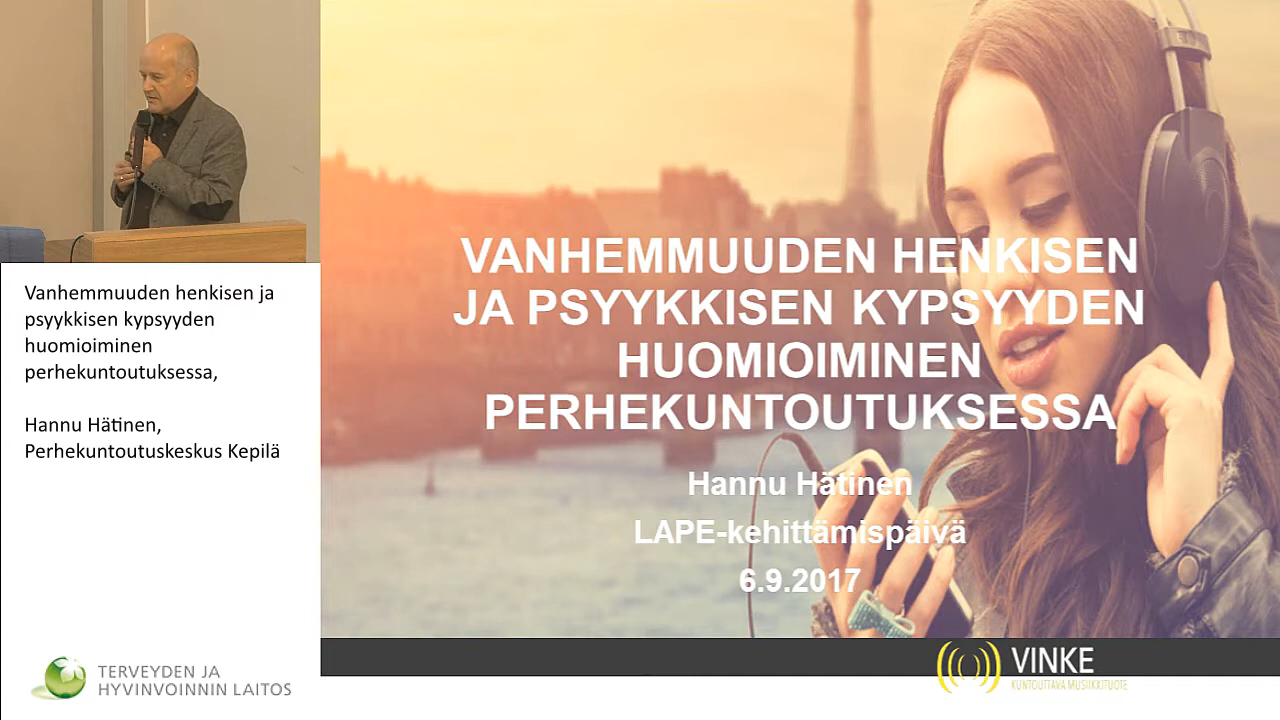 Vanhemmuuden henkisen ja
psyykkisen kypsyyden
huomioiminen
perhekuntoutuksessa,
Hannu Hätinen,
Perhekuntoutuskeskus Kepilä
TERVEYDEN JA
HYVINVOINNIN LAITOS
VANHEMMUUDEN HENKISEN
JA PSYYKKISEN KYPSYYDEN
HUOMIOIMINEN
PERHEKUNTOUTUKSESSA
Hannu Hätinen
LAPE-kehittämispäivä
6.9.2017
VINKE
KUNTOUTTAVA MUSIIKKITUOTE